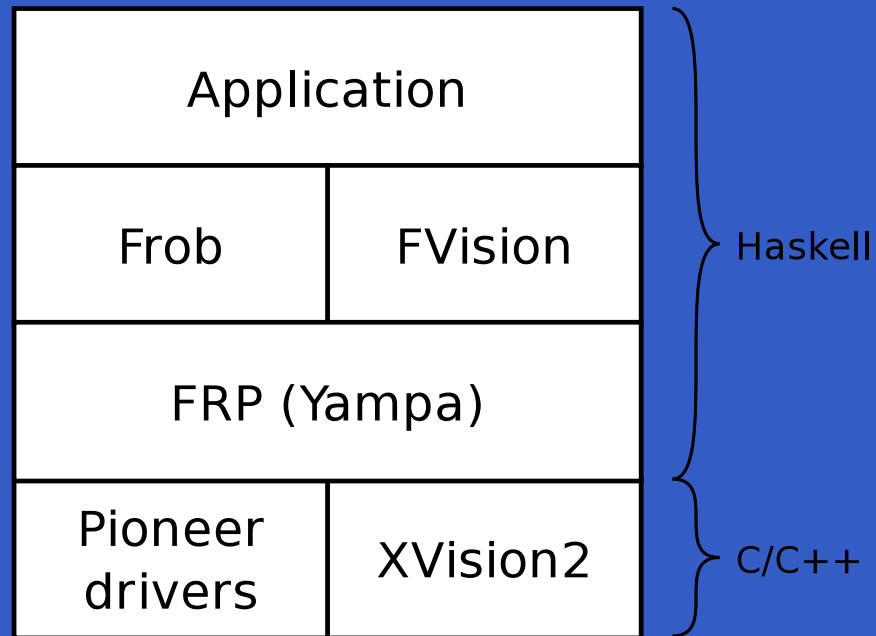 Application
Frob
FVision
Haskell
FRP (Yampa)
Pioneer
drivers
XVision2
C/C++